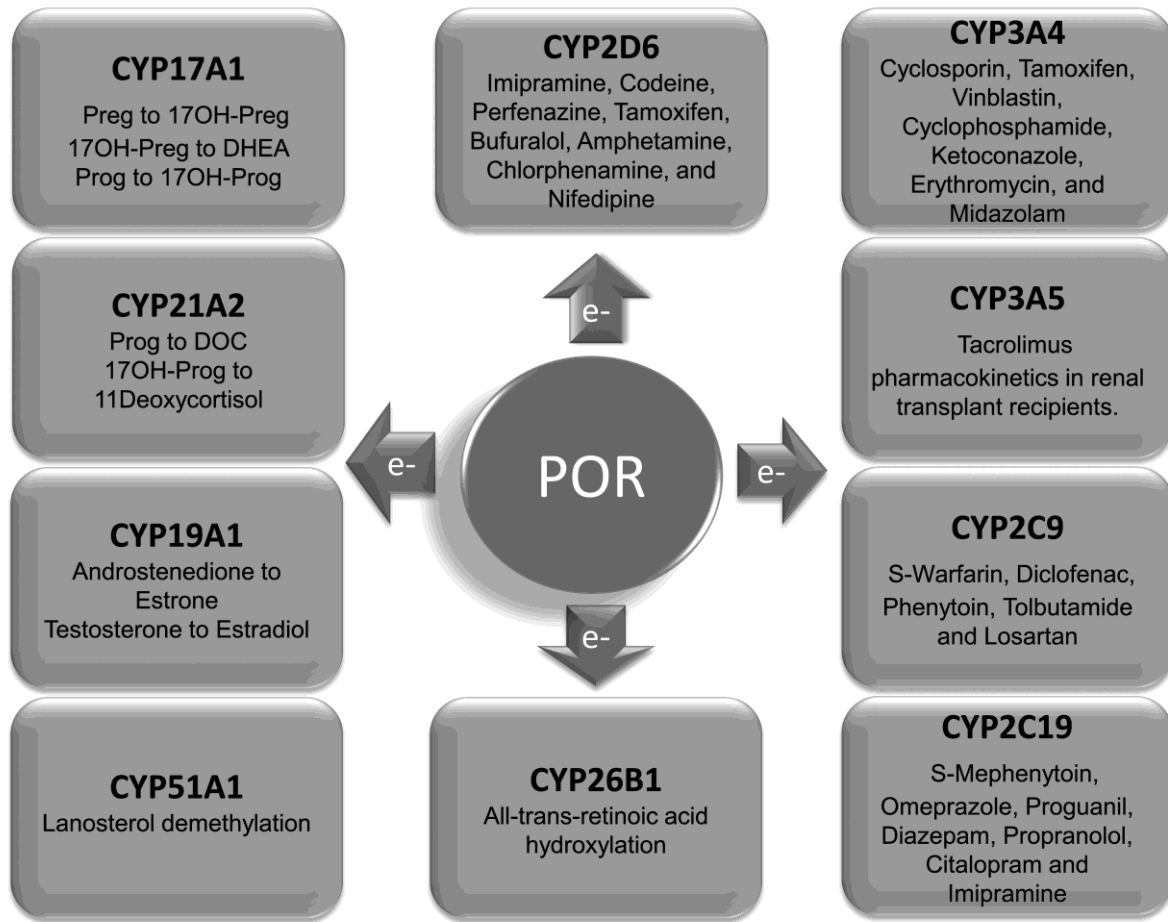 CYP17A1
Preg to 17OH-Preg
17OH-Preg to DHEA
Prog to 17OH-Prog
CYP21A2
Prog to DOC
17OH-Prog to
11Deoxycortisol
CYP19A1
Androstenedione to
Estrone
Testosterone to Estradiol
CYP51A1
Lanosterol demethylation
CYP2D6
Imipramine, Codeine,
Perfenazine, Tamoxifen,
Bufuralol, Amphetamine,
Chlorphenamine, and
Nifedipine
e-
e-
POR
e-
e-
CYP26B1
All-trans-retinoic acid
hydroxylation
CYP3A4
Cyclosporin, Tamoxifen,
Vinblastin,
Cyclophosphamide,
Ketoconazole,
Erythromycin, and
Midazolam
CYP3A5
Tacrolimus
pharmacokinetics in renal
transplant recipients.
CYP2C9
S-Warfarin, Diclofenac,
Phenytoin, Tolbutamide
and Losartan
CYP2C19
S-Mephenytoin,
Omeprazole, Proguanil,
Diazepam, Propranolol,
Citalopram and
Imipramine